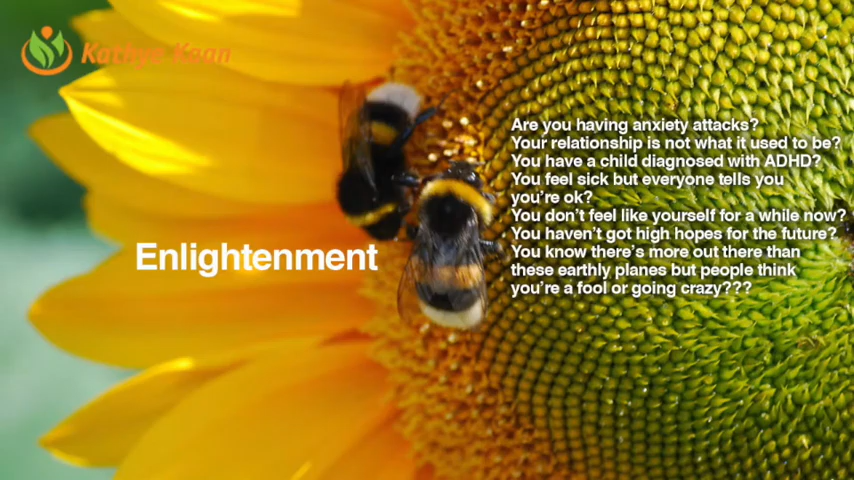 Kathye Kaan
Enlightenment
Are you having anxiety attacks?
Your relationship is not what it used to be?
You have a child diagnosed with ADHD?
You feel sick but everyone tells you
you're ok?
You don't feel like yourself for a while now?
You haven't got high hopes for the future?
You know there's more out there than
these earthly planes but people think
you're a fool or going crazy???